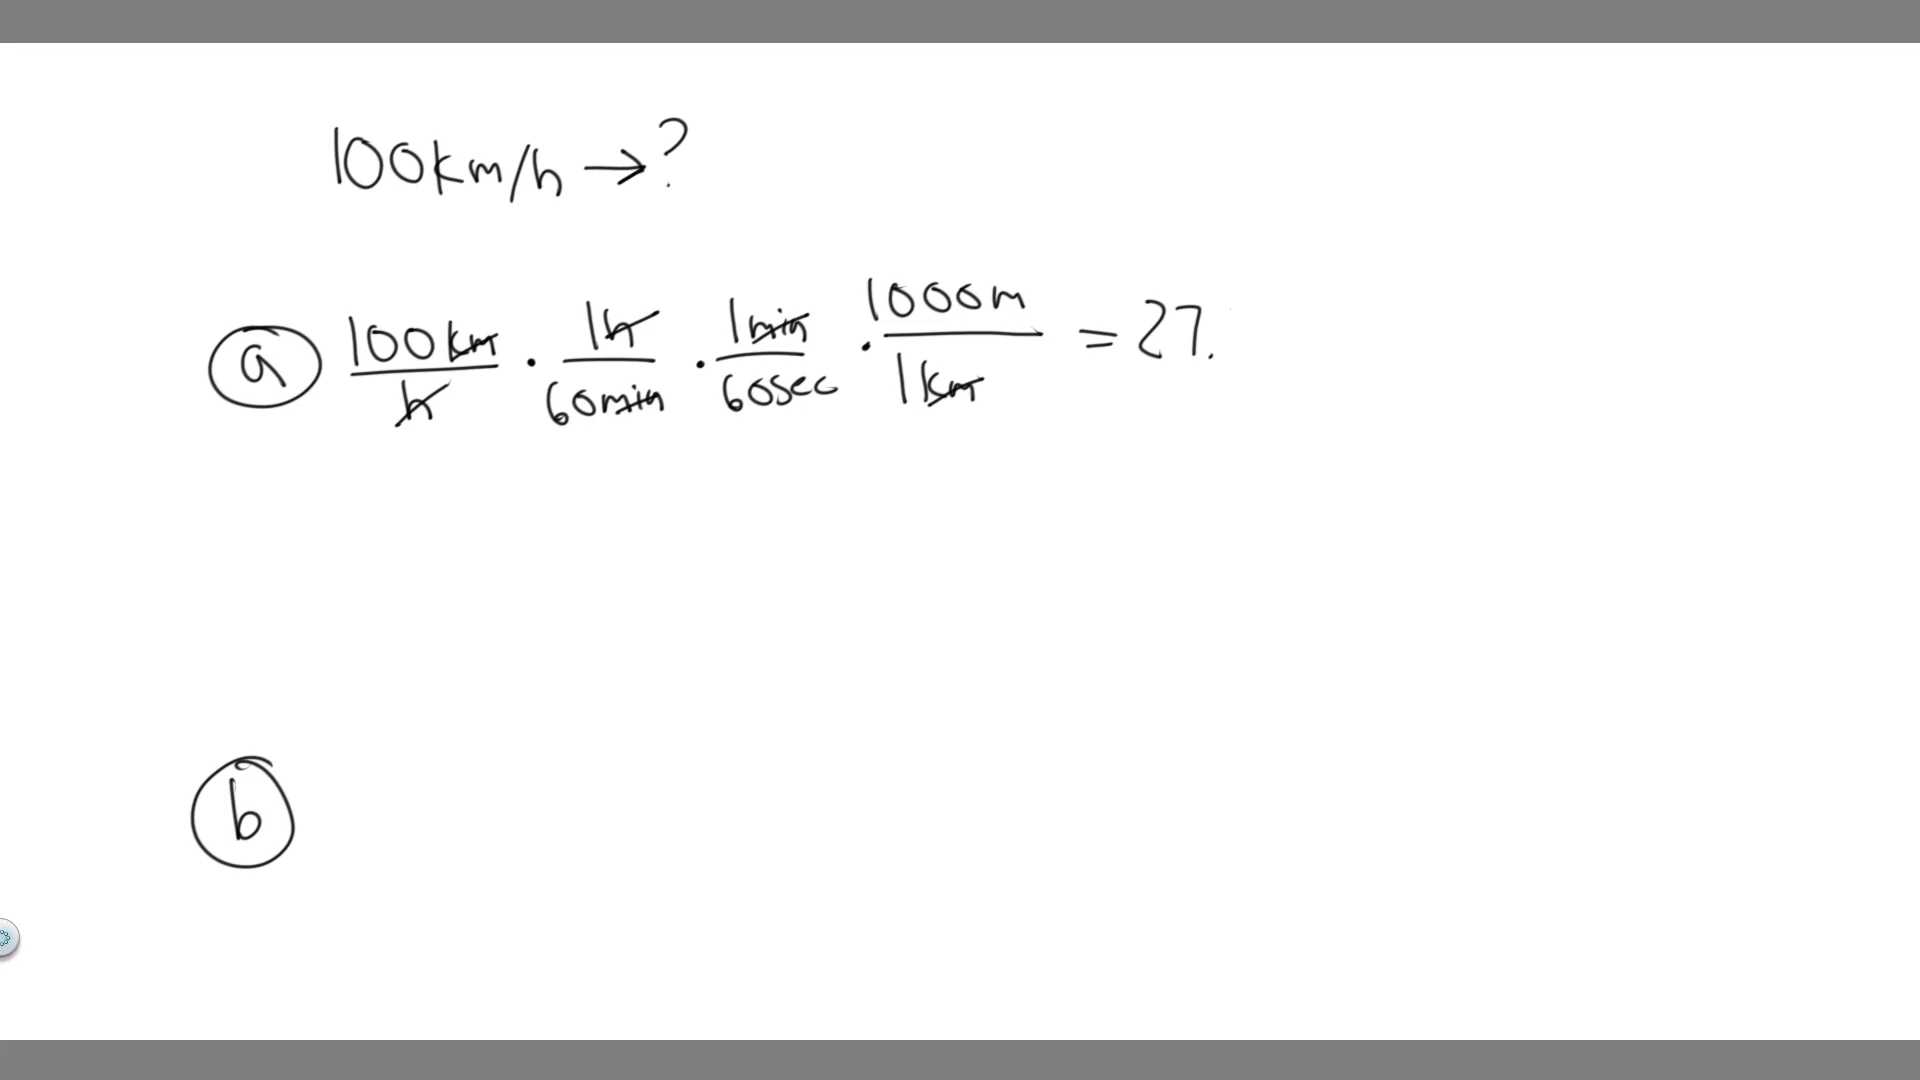 100km/h → ?
a 100km/h · 1h/60min · 1min/60sec · 1000m/1km = 27.
b